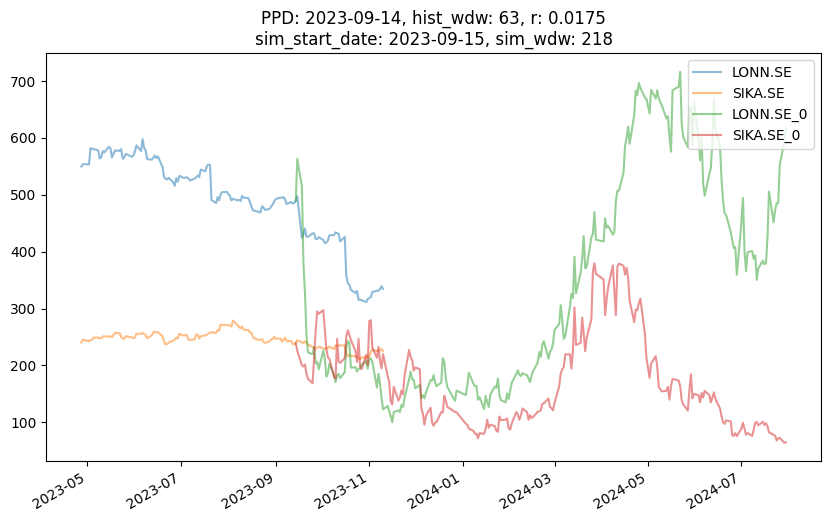 PPD: 2023-09-14, hist_wdw: 63, r: 0.0175
sim_start_date: 2023-09-15, sim_wdw: 218
LONN.SE
SIKA.SE
LONN.SE_0
SIKA.SE_0
700
600
500
400
300
200
100
2023-05
2023-07
2023-09
2023-11
2024-01
2024-03
2024-05
2024-07